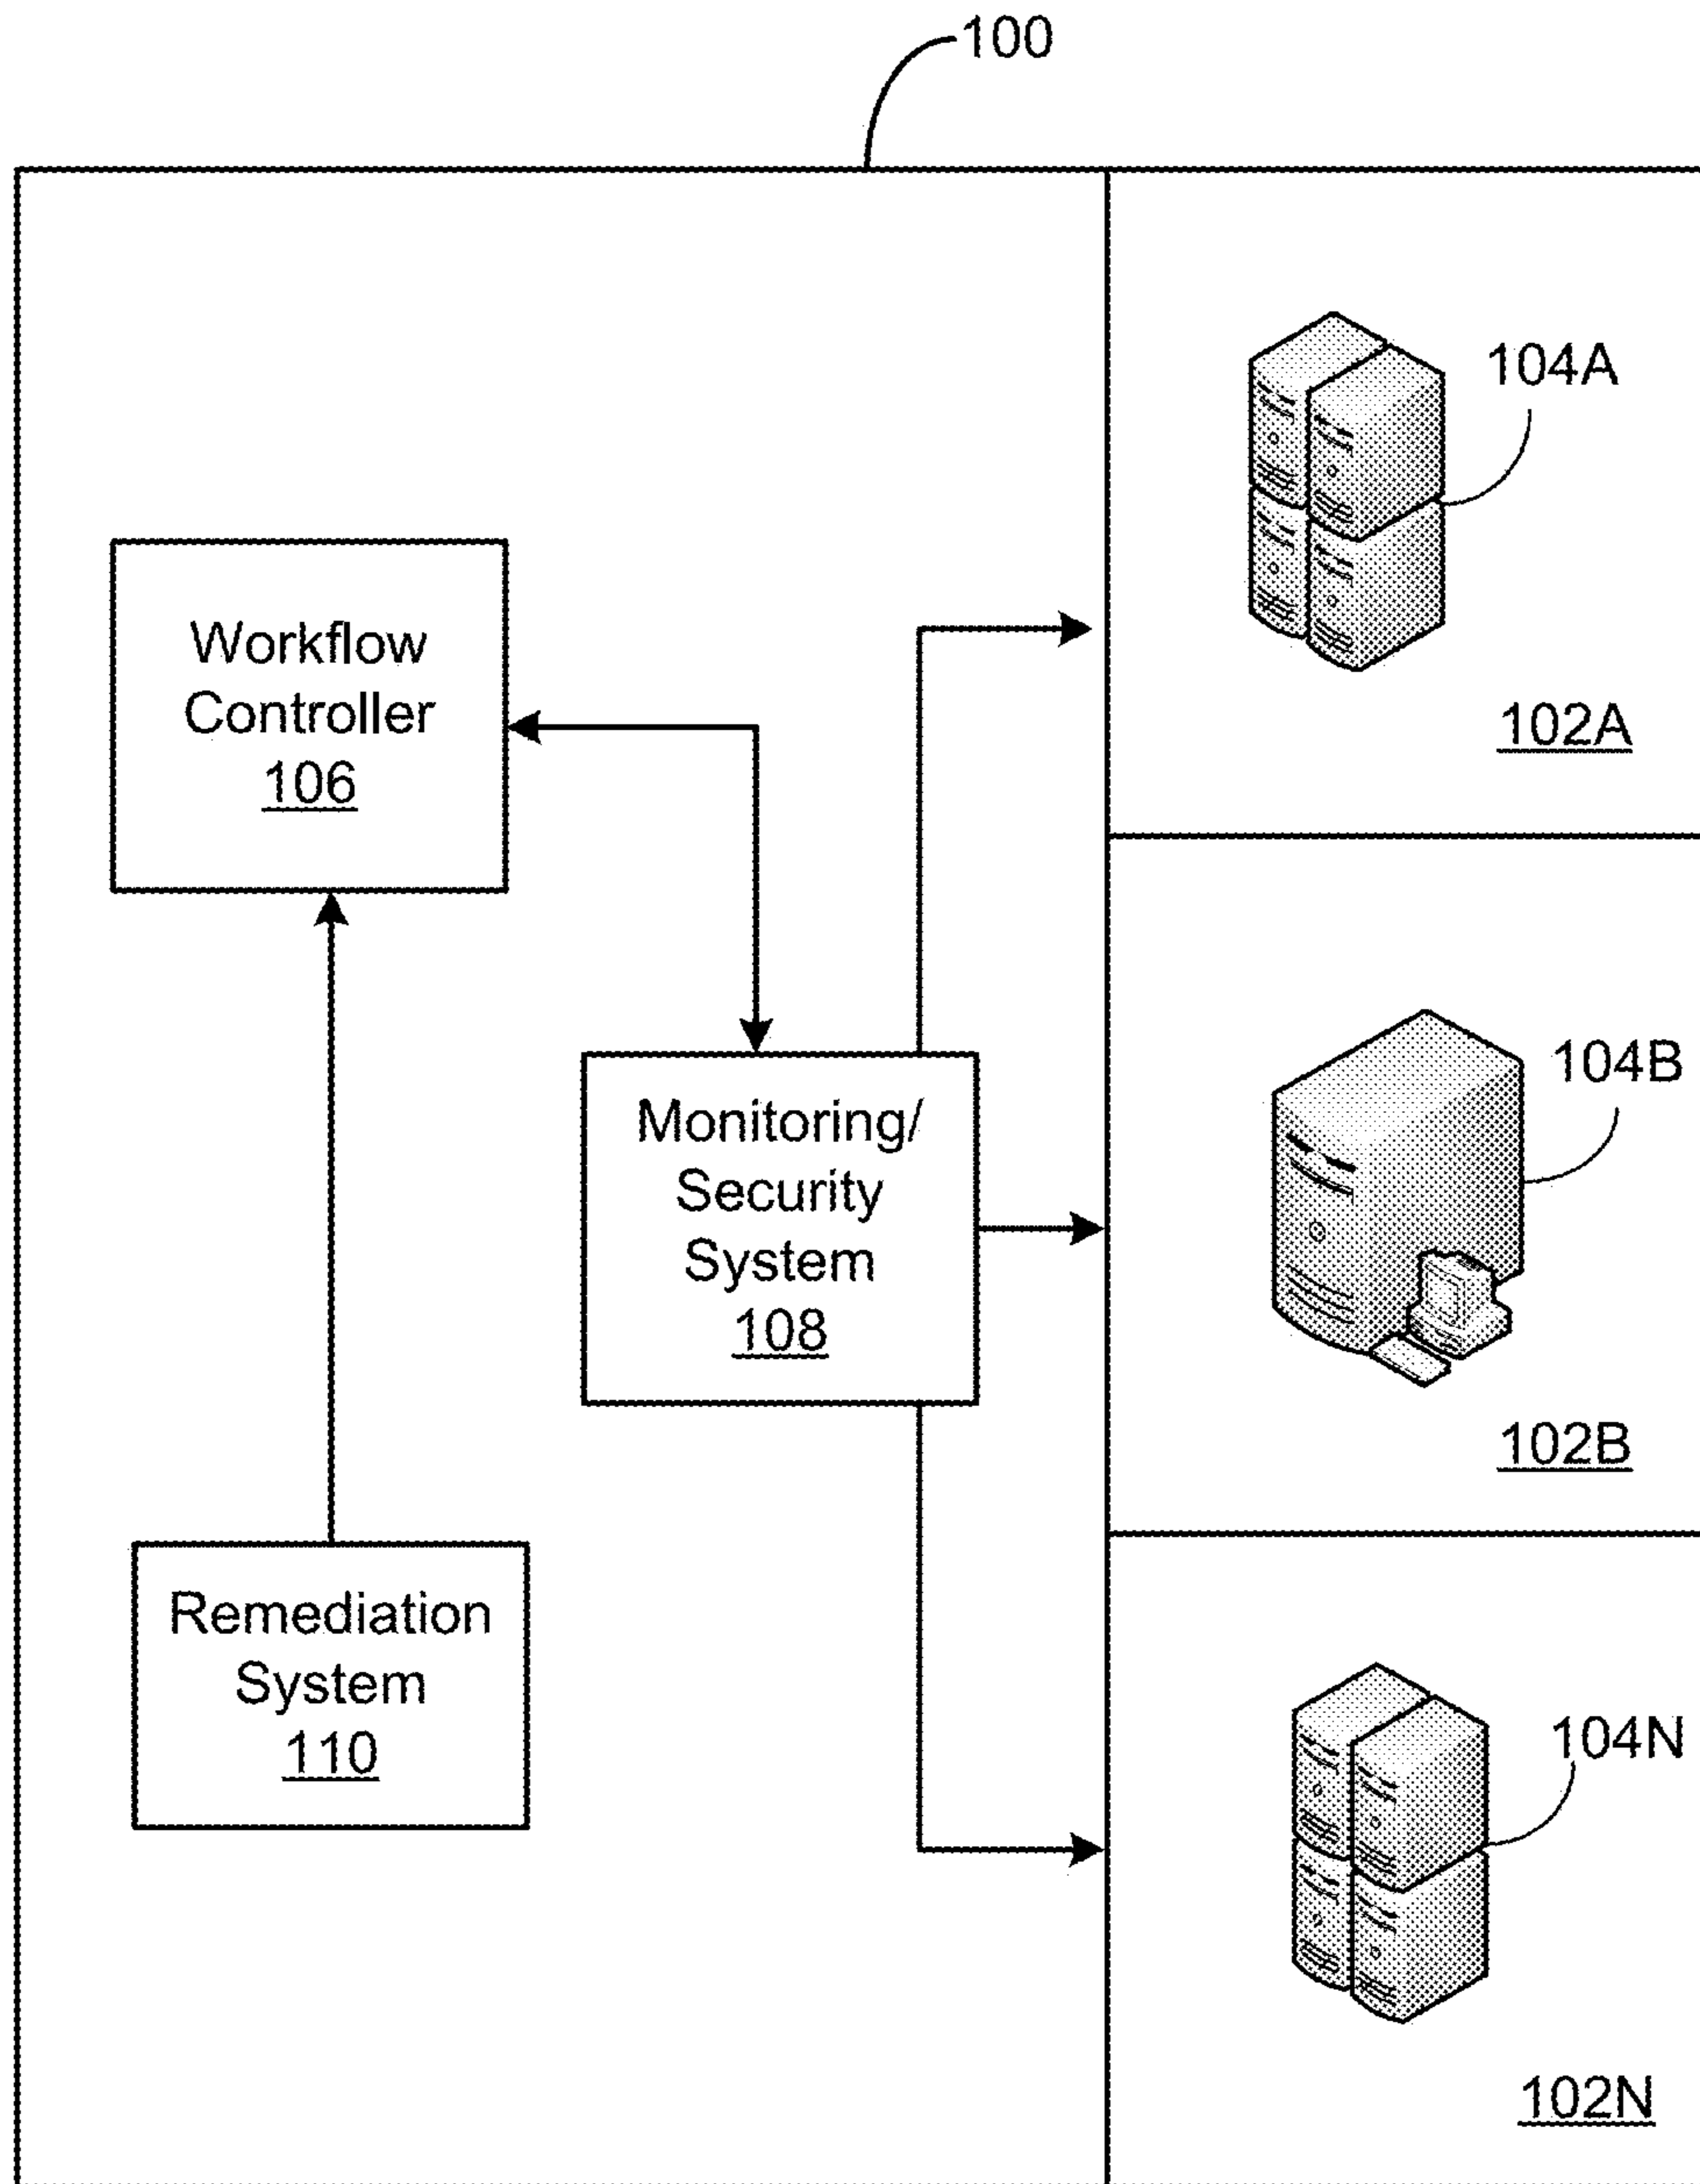 100
104A
Workflow
Controller
106
102A
104B
Monitoring/
Security
System
108
102B
Remediation
System
110
104N
102N